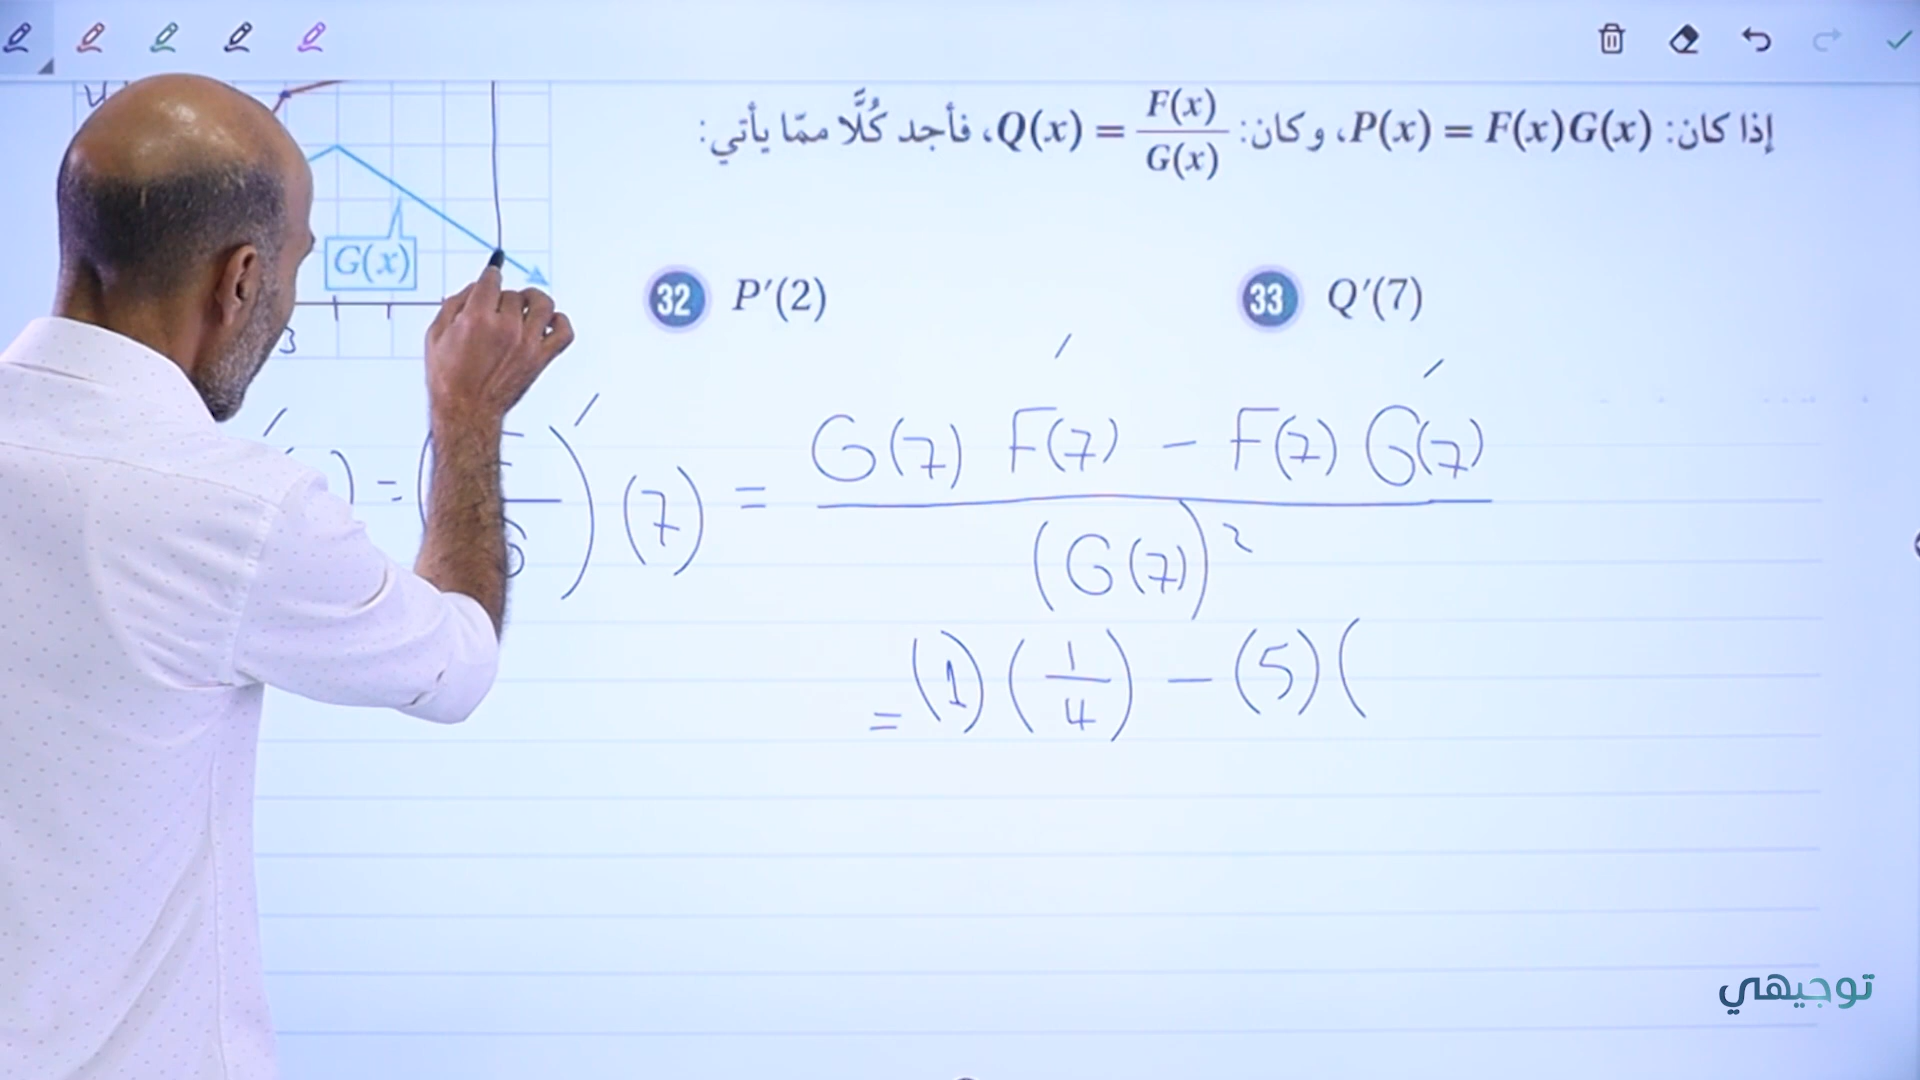 إذا كان: P(x) = F(x)G(x)، وكان: Q(x) = F(x)/G(x)، فأجد كُلًّا ممّا يأتي:
G(x)
32 P′(2)
33 Q′(7)
3
) = ( )′ (7) = G(7) F′(7) − F(7) G′(7) / (G(7))²
= (1)(1/4) − (5)(
توجيهي